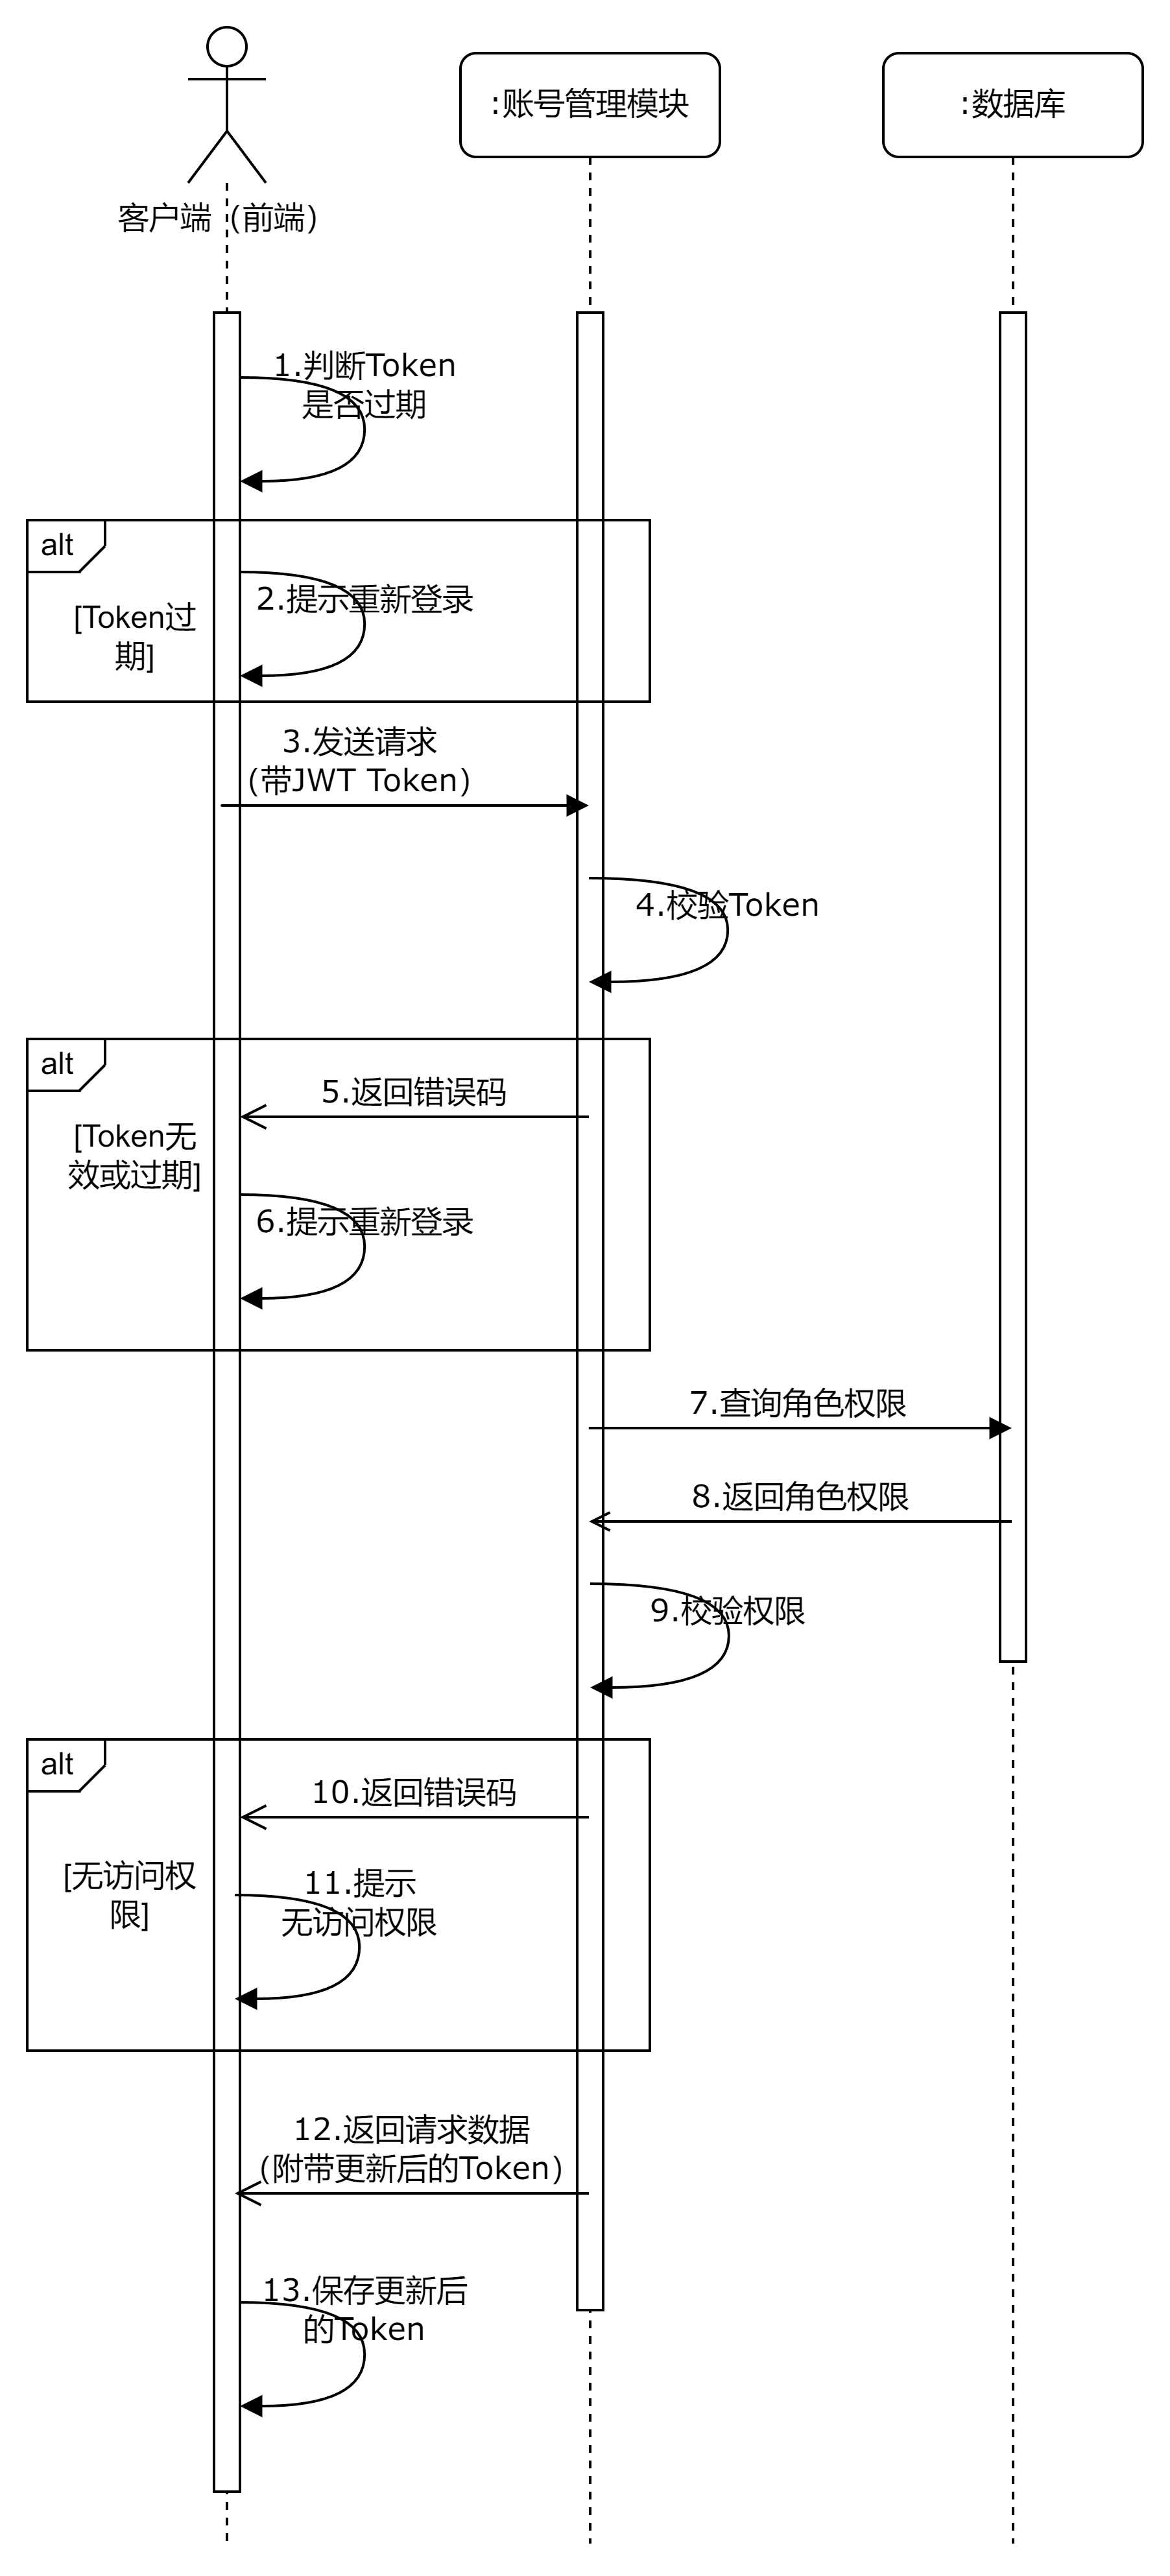 :账号管理模块
:数据库
客户端（前端）
1.判断Token
是否过期
alt
2.提示重新登录
[Token过
期]
3.发送请求
（带JWT Token）
4.校验Token
alt
5.返回错误码
[Token无
效或过期]
6.提示重新登录
7.查询角色权限
8.返回角色权限
9.校验权限
alt
10.返回错误码
[无访问权
限]
11.提示
无访问权限
12.返回请求数据
（附带更新后的Token）
13.保存更新后
的Token